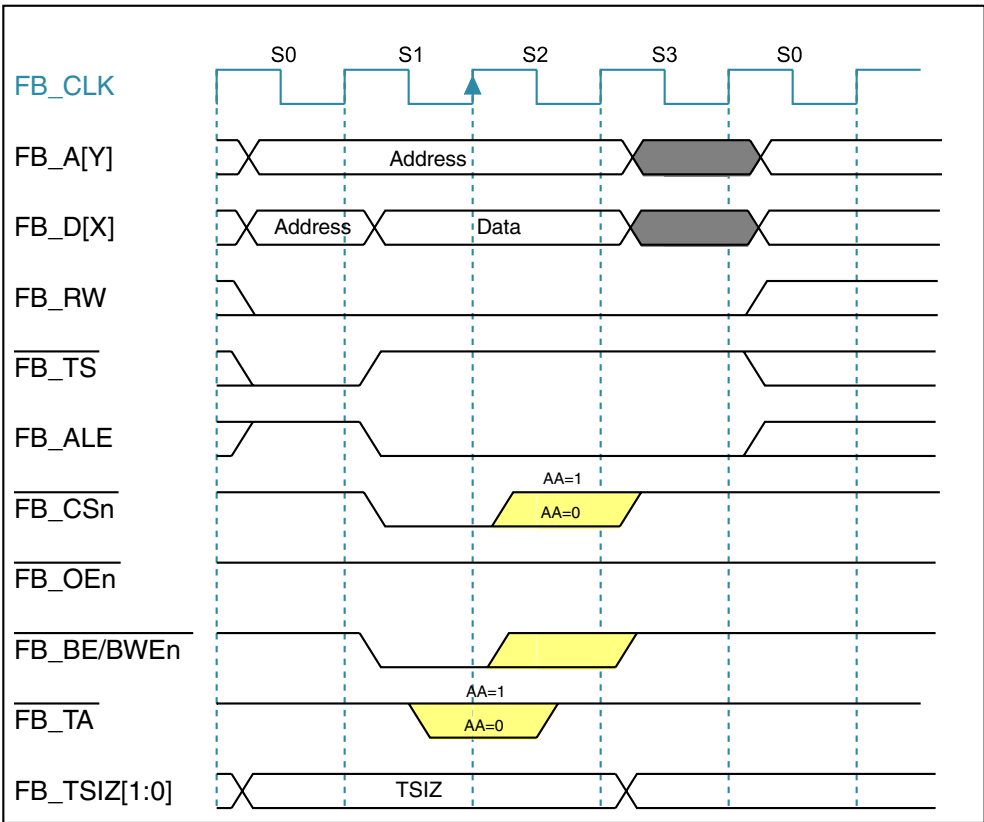 S0 S1 S2 S3 S0
FB_CLK
FB_A[Y] Address
FB_D[X] Address Data
FB_RW
FB_TS
FB_ALE
AA=1
FB_CSn AA=0
FB_OEn
FB_BE/BWEn
AA=1
FB_TA AA=0
FB_TSIZ[1:0] TSIZ